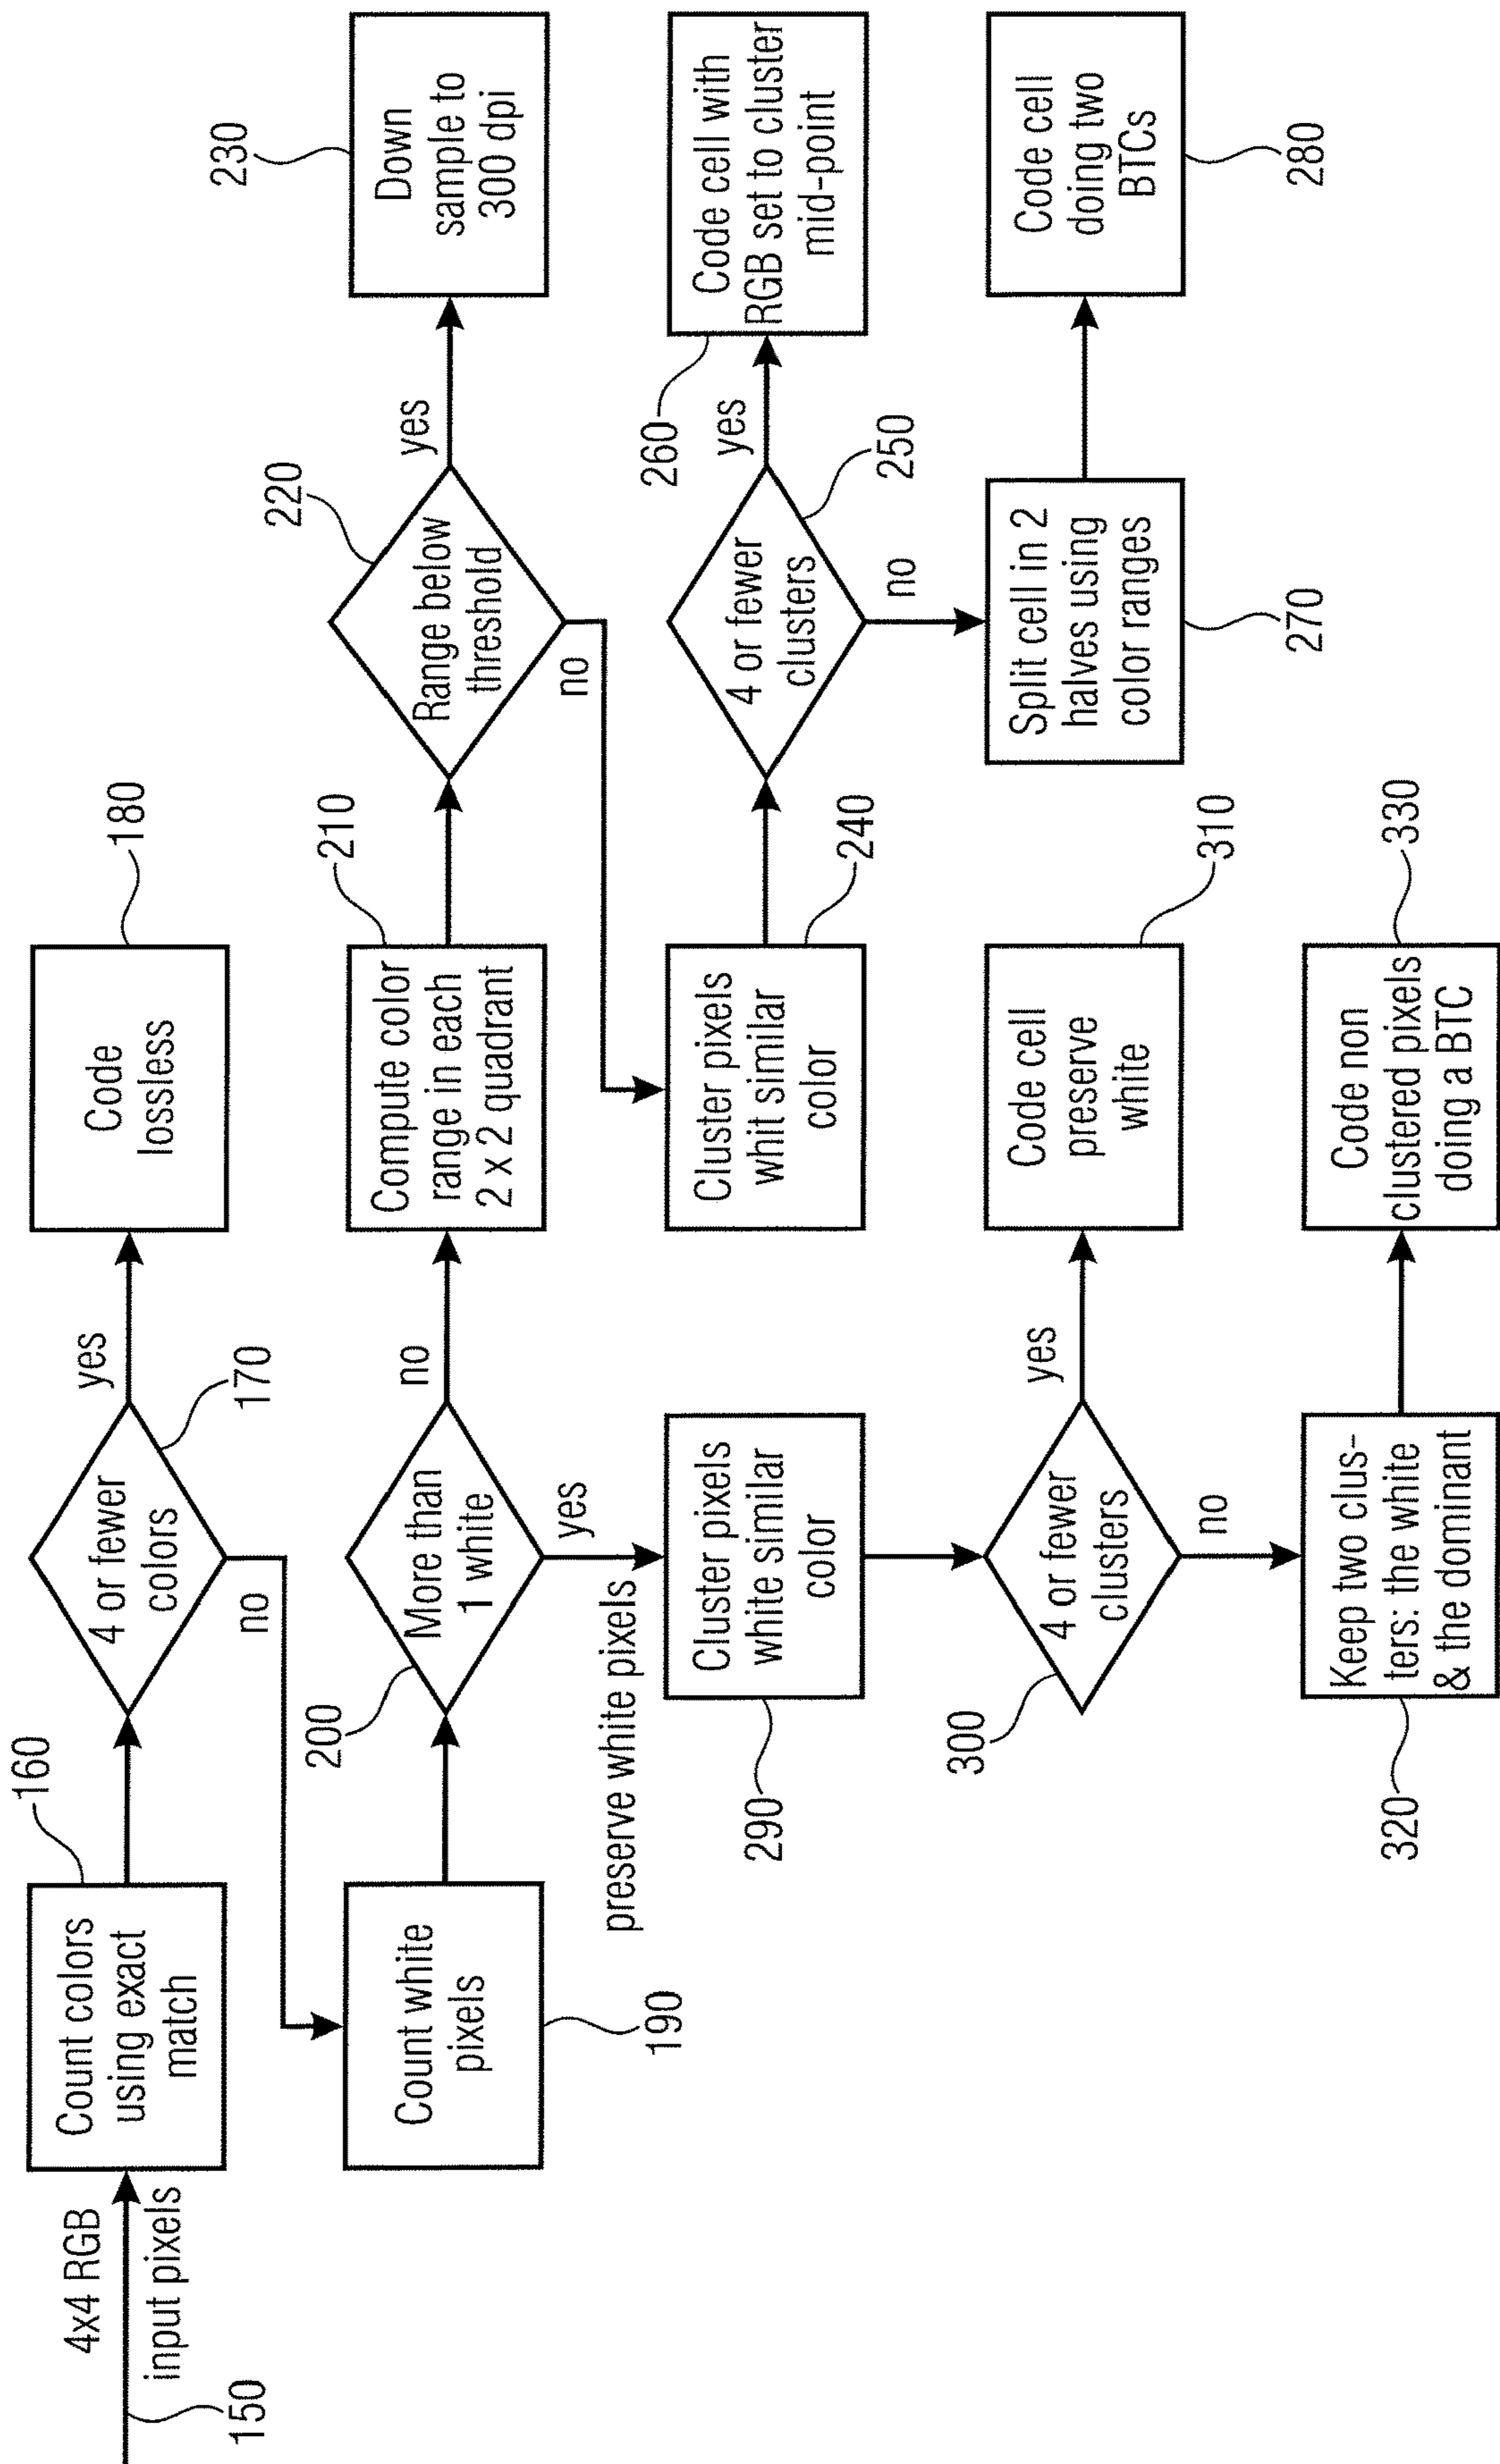 4x4 RGB
input pixels
150
160
Count colors
using exact
match
4 or fewer
colors
170
yes
no
Code
lossless
180
Count white
pixels
190
200
More than
1 white
no
yes
preserve white pixels
210
Compute color
range in each
2 x 2 quadrant
220
Range below
threshold
yes
no
230
Down
sample to
300 dpi
Cluster pixels
whit similar
color
240
4 or fewer
clusters
250
yes
no
260
Code cell with
RGB set to cluster
mid-point
Split cell in 2
halves using
color ranges
270
Code cell
doing two
BTCs
280
Cluster pixels
white similar
color
290
300
4 or fewer
clusters
yes
no
Code cell
preserve
white
310
Keep two clus-
ters: the white
& the dominant
320
Code non
clustered pixels
doing a BTC
330